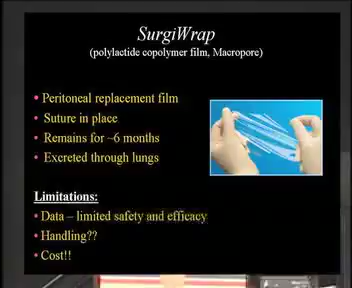 SurgiWrap
(polylactide copolymer film, Macropore)
• Peritoneal replacement film
• Suture in place
• Remains for ~6 months
• Excreted through lungs
Limitations:
• Data – limited safety and efficacy
• Handling??
• Cost!!